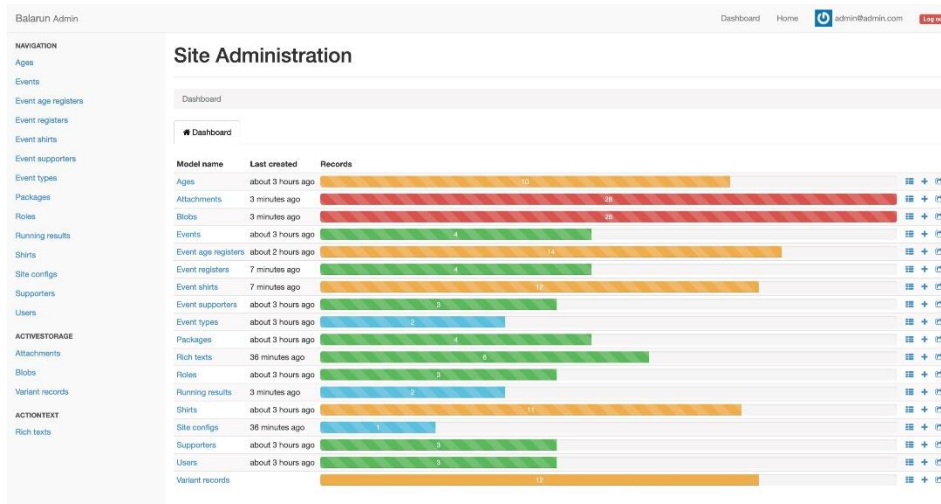 Balarun Admin Dashboard Home admin@admin.com
NAVIGATION
Ages
Events
Event age registers
Event registers
Event shirts
Event supporters
Event types
Packages
Roles
Running results
Shirts
Site configs
Supporters
Users
ACTIVESTORAGE
Attachments
Blobs
Variant records
ACTIONTEXT
Rich texts
Site Administration
Dashboard
Dashboard
Model name Last created Records
Ages about 3 hours ago 10
Attachments 3 minutes ago 28
Blobs 3 minutes ago 28
Events about 3 hours ago 4
Event age registers about 2 hours ago 14
Event registers 7 minutes ago 4
Event shirts 7 minutes ago 12
Event supporters about 3 hours ago 3
Event types about 3 hours ago 2
Packages about 3 hours ago 4
Rich texts 36 minutes ago 6
Roles about 3 hours ago 3
Running results 3 minutes ago 2
Shirts about 3 hours ago 11
Site configs 36 minutes ago 1
Supporters about 3 hours ago 3
Users about 3 hours ago 3
Variant records 12